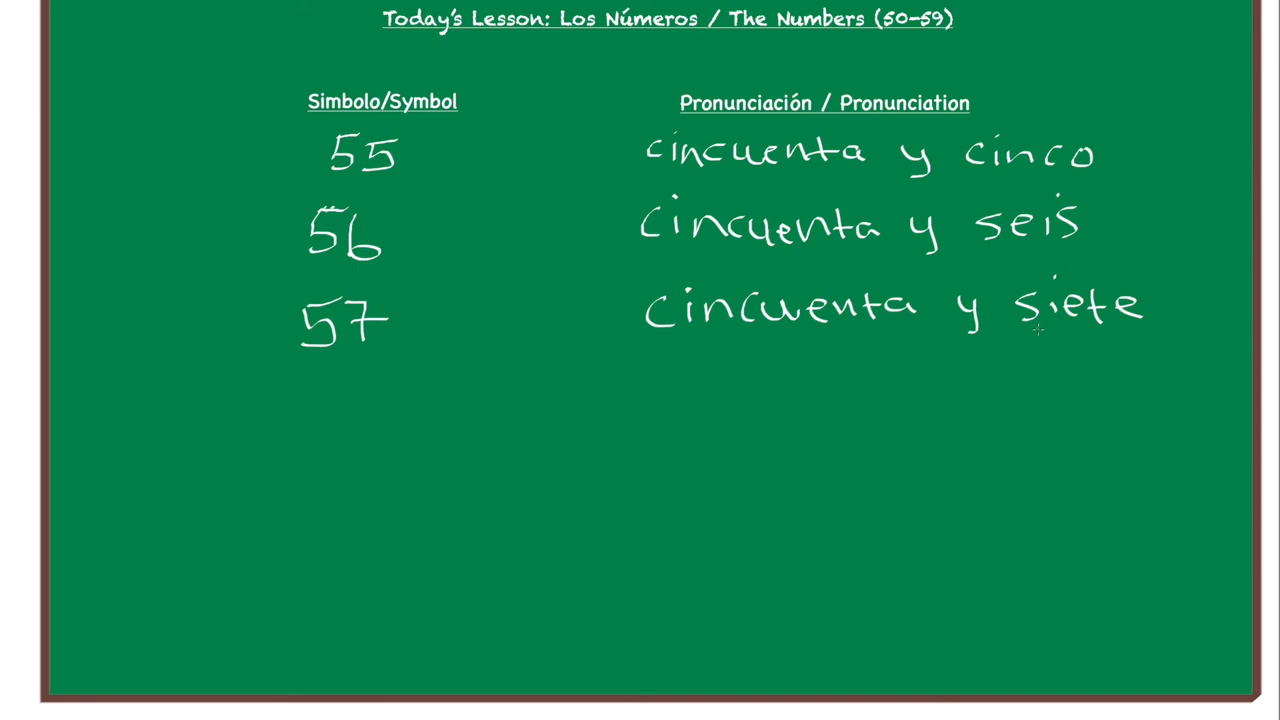 Today's Lesson: Los Números / The Numbers (50-59)
Simbolo/Symbol Pronunciación / Pronunciation
55 cincuenta y cinco
56 cincuenta y seis
57 cincuenta y siete